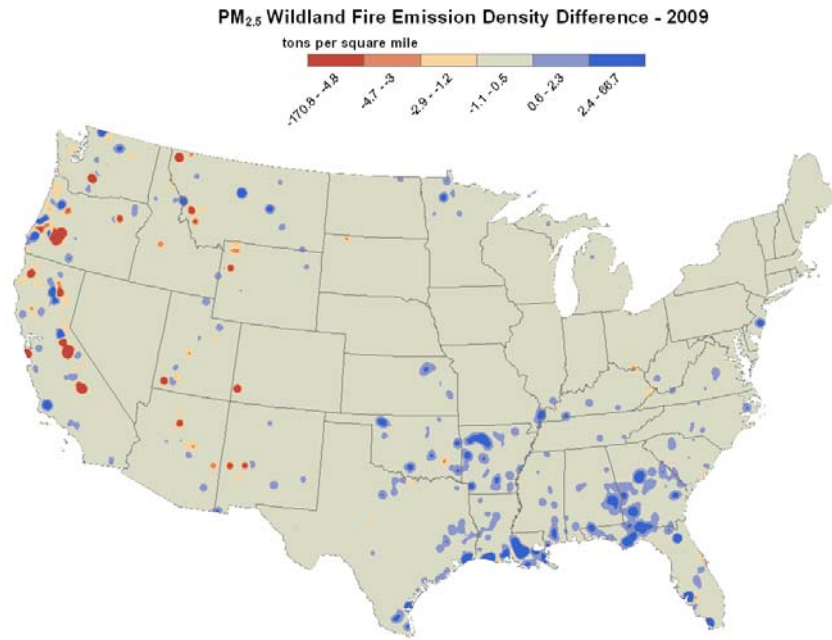 PM2.5 Wildland Fire Emission Density Difference - 2009
tons per square mile
-170.8 - -4.8
-4.7 - -3
-2.9 - -1.2
-1.1 - 0.5
0.6 - 2.3
2.4 - 66.7